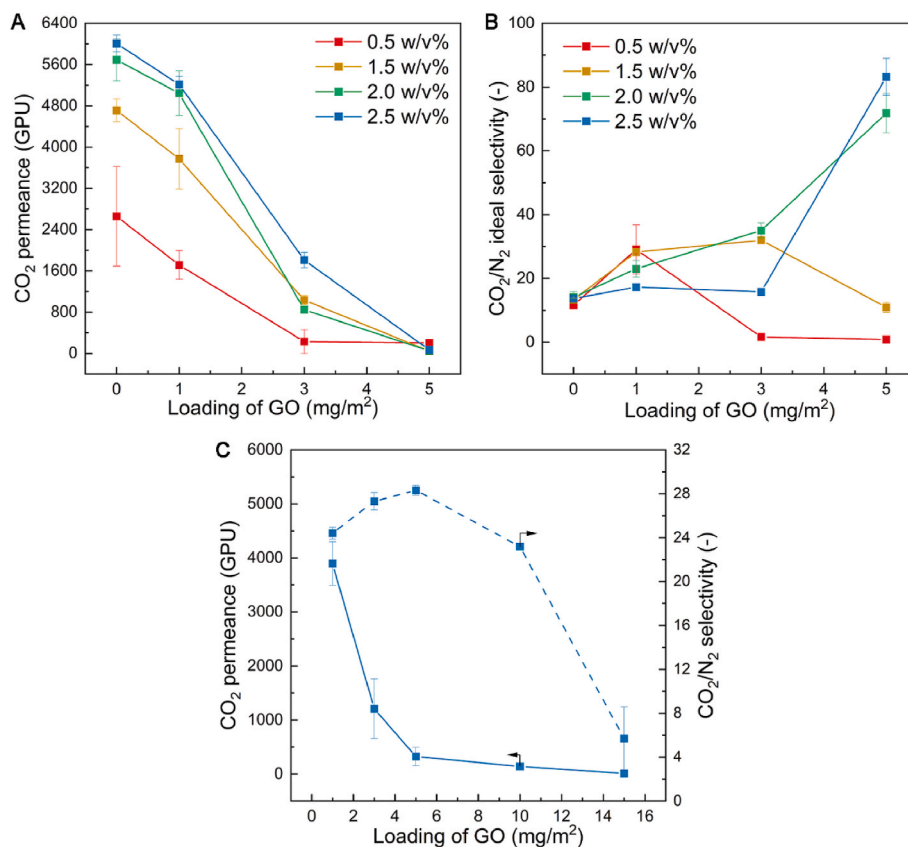 A
CO₂ permeance (GPU)
6400
5600
4800
4000
3200
2400
1600
800
0
0.5 w/v%
1.5 w/v%
2.0 w/v%
2.5 w/v%
0 1 2 3 4 5
Loading of GO (mg/m²)
B
CO₂/N₂ ideal selectivity (-)
100
80
60
40
20
0
0.5 w/v%
1.5 w/v%
2.0 w/v%
2.5 w/v%
0 1 2 3 4 5
Loading of GO (mg/m²)
C
CO₂ permeance (GPU)
6000
5000
4000
3000
2000
1000
0
32
28
24
20
16
12
8
4
0
CO₂/N₂ selectivity (-)
0 2 4 6 8 10 12 14 16
Loading of GO (mg/m²)